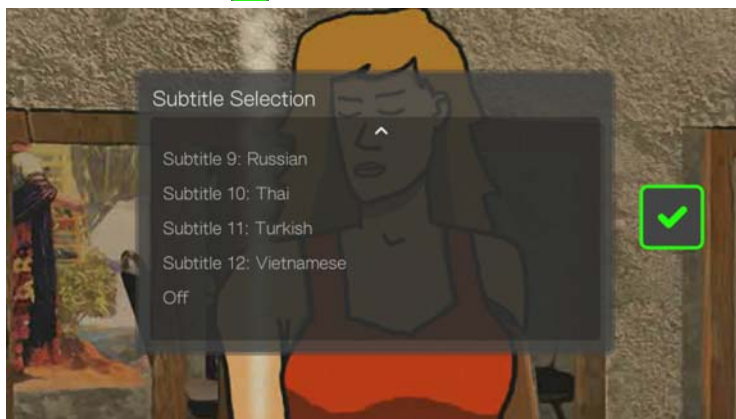 Subtitle Selection
Subtitle 9: Russian
Subtitle 10: Thai
Subtitle 11: Turkish
Subtitle 12: Vietnamese
Off